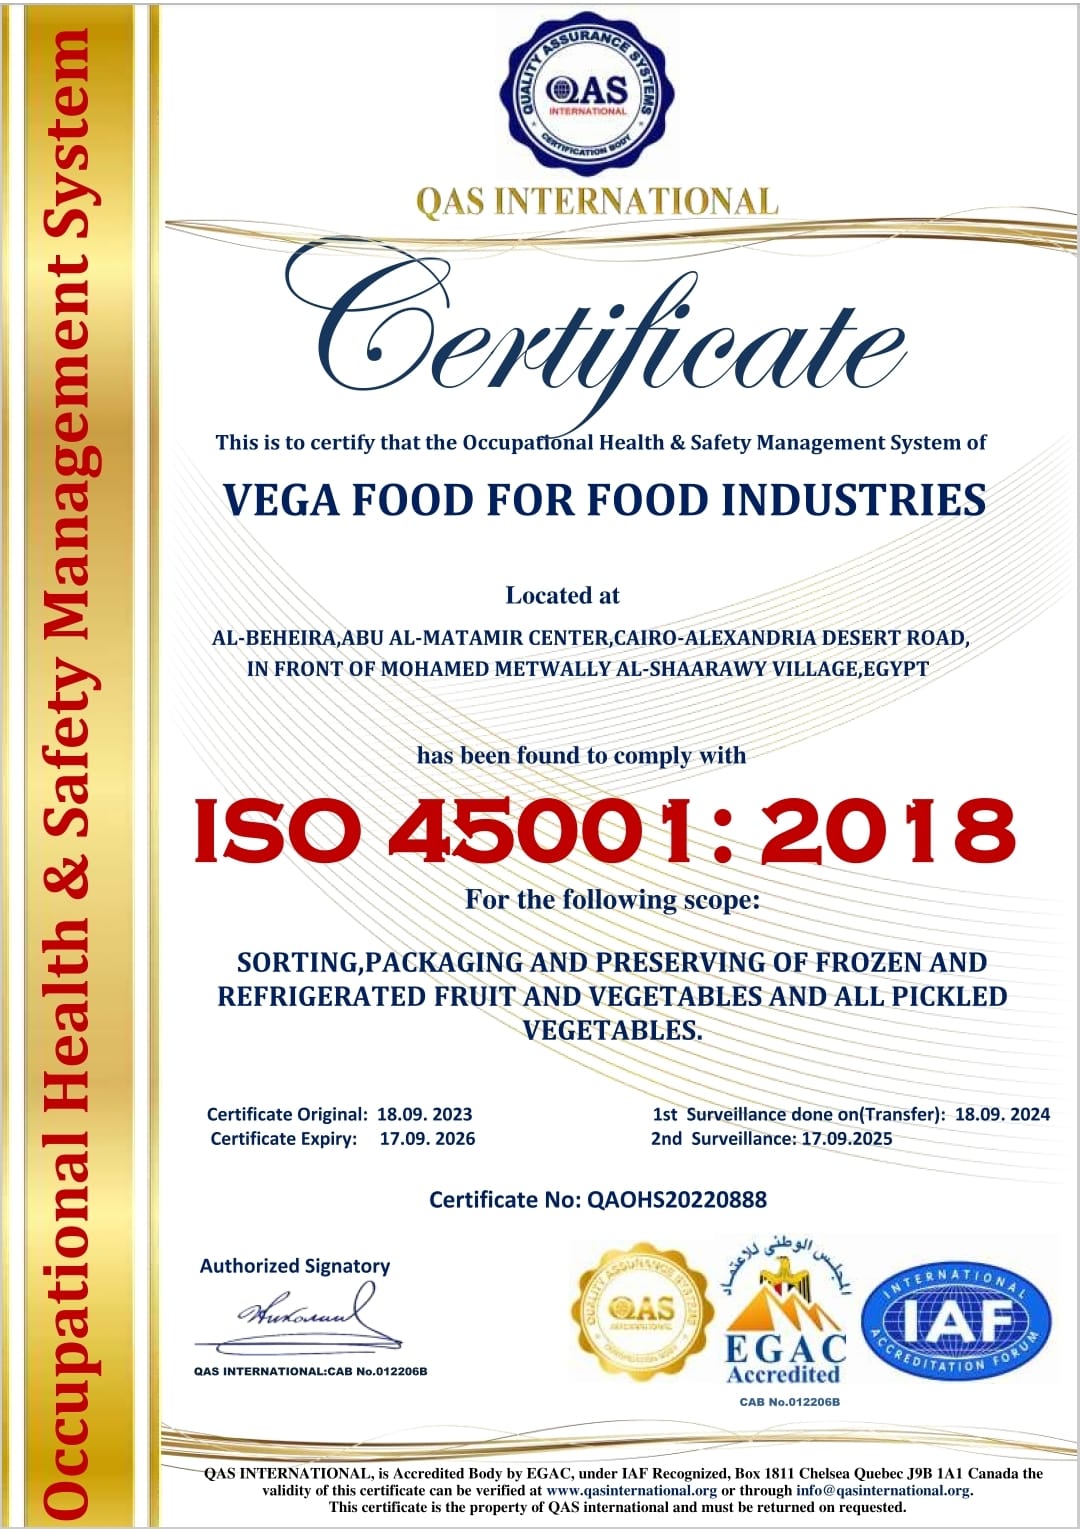 Occupational Health & Safety Management System
QUALITY ASSURANCE SYSTEMS
QAS
INTERNATIONAL
CERTIFICATION BODY
QAS INTERNATIONAL
Certificate
This is to certify that the Occupational Health & Safety Management System of
VEGA FOOD FOR FOOD INDUSTRIES
Located at
AL-BEHEIRA,ABU AL-MATAMIR CENTER,CAIRO-ALEXANDRIA DESERT ROAD,
IN FRONT OF MOHAMED METWALLY AL-SHAARAWY VILLAGE,EGYPT
has been found to comply with
ISO 45001: 2018
For the following scope:
SORTING,PACKAGING AND PRESERVING OF FROZEN AND
REFRIGERATED FRUIT AND VEGETABLES AND ALL PICKLED
VEGETABLES.
Certificate Original: 18.09. 2023
Certificate Expiry: 17.09. 2026
1st Surveillance done on(Transfer): 18.09. 2024
2nd Surveillance: 17.09.2025
Certificate No: QAOHS20220888
Authorized Signatory
QAS INTERNATIONAL:CAB No.012206B
QUALITY ASSURANCE SYSTEMS
QAS
INTERNATIONAL
CERTIFICATION BODY
المجلس الوطنى للاعتماد
EGAC
Accredited
CAB No.012206B
INTERNATIONAL
IAF
ACCREDITATION FORUM
QAS INTERNATIONAL, is Accredited Body by EGAC, under IAF Recognized, Box 1811 Chelsea Quebec J9B 1A1 Canada the
validity of this certificate can be verified at www.qasinternational.org or through info@qasinternational.org.
This certificate is the property of QAS international and must be returned on requested.